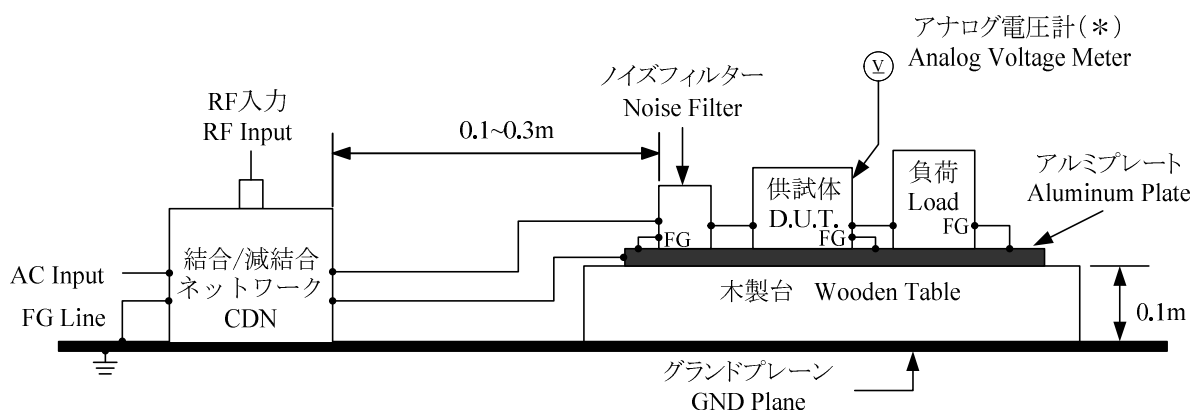 アナログ電圧計(＊)
Analog Voltage Meter
V
ノイズフィルター
Noise Filter
RF入力
RF Input
0.1~0.3m
供試体
D.U.T.
FG
負荷
Load
FG
アルミプレート
Aluminum Plate
FG
結合/減結合
ネットワーク
CDN
AC Input
FG Line
木製台 Wooden Table
0.1m
グランドプレーン
GND Plane